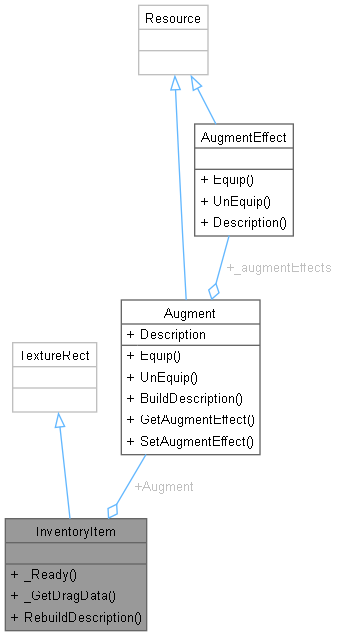 Resource
AugmentEffect
+ Equip()
+ UnEquip()
+ Description()
+_augmentEffects
Augment
+ Description
+ Equip()
+ UnEquip()
+ BuildDescription()
+ GetAugmentEffect()
+ SetAugmentEffect()
TextureRect
+Augment
InventoryItem
+ _Ready()
+ _GetDragData()
+ RebuildDescription()